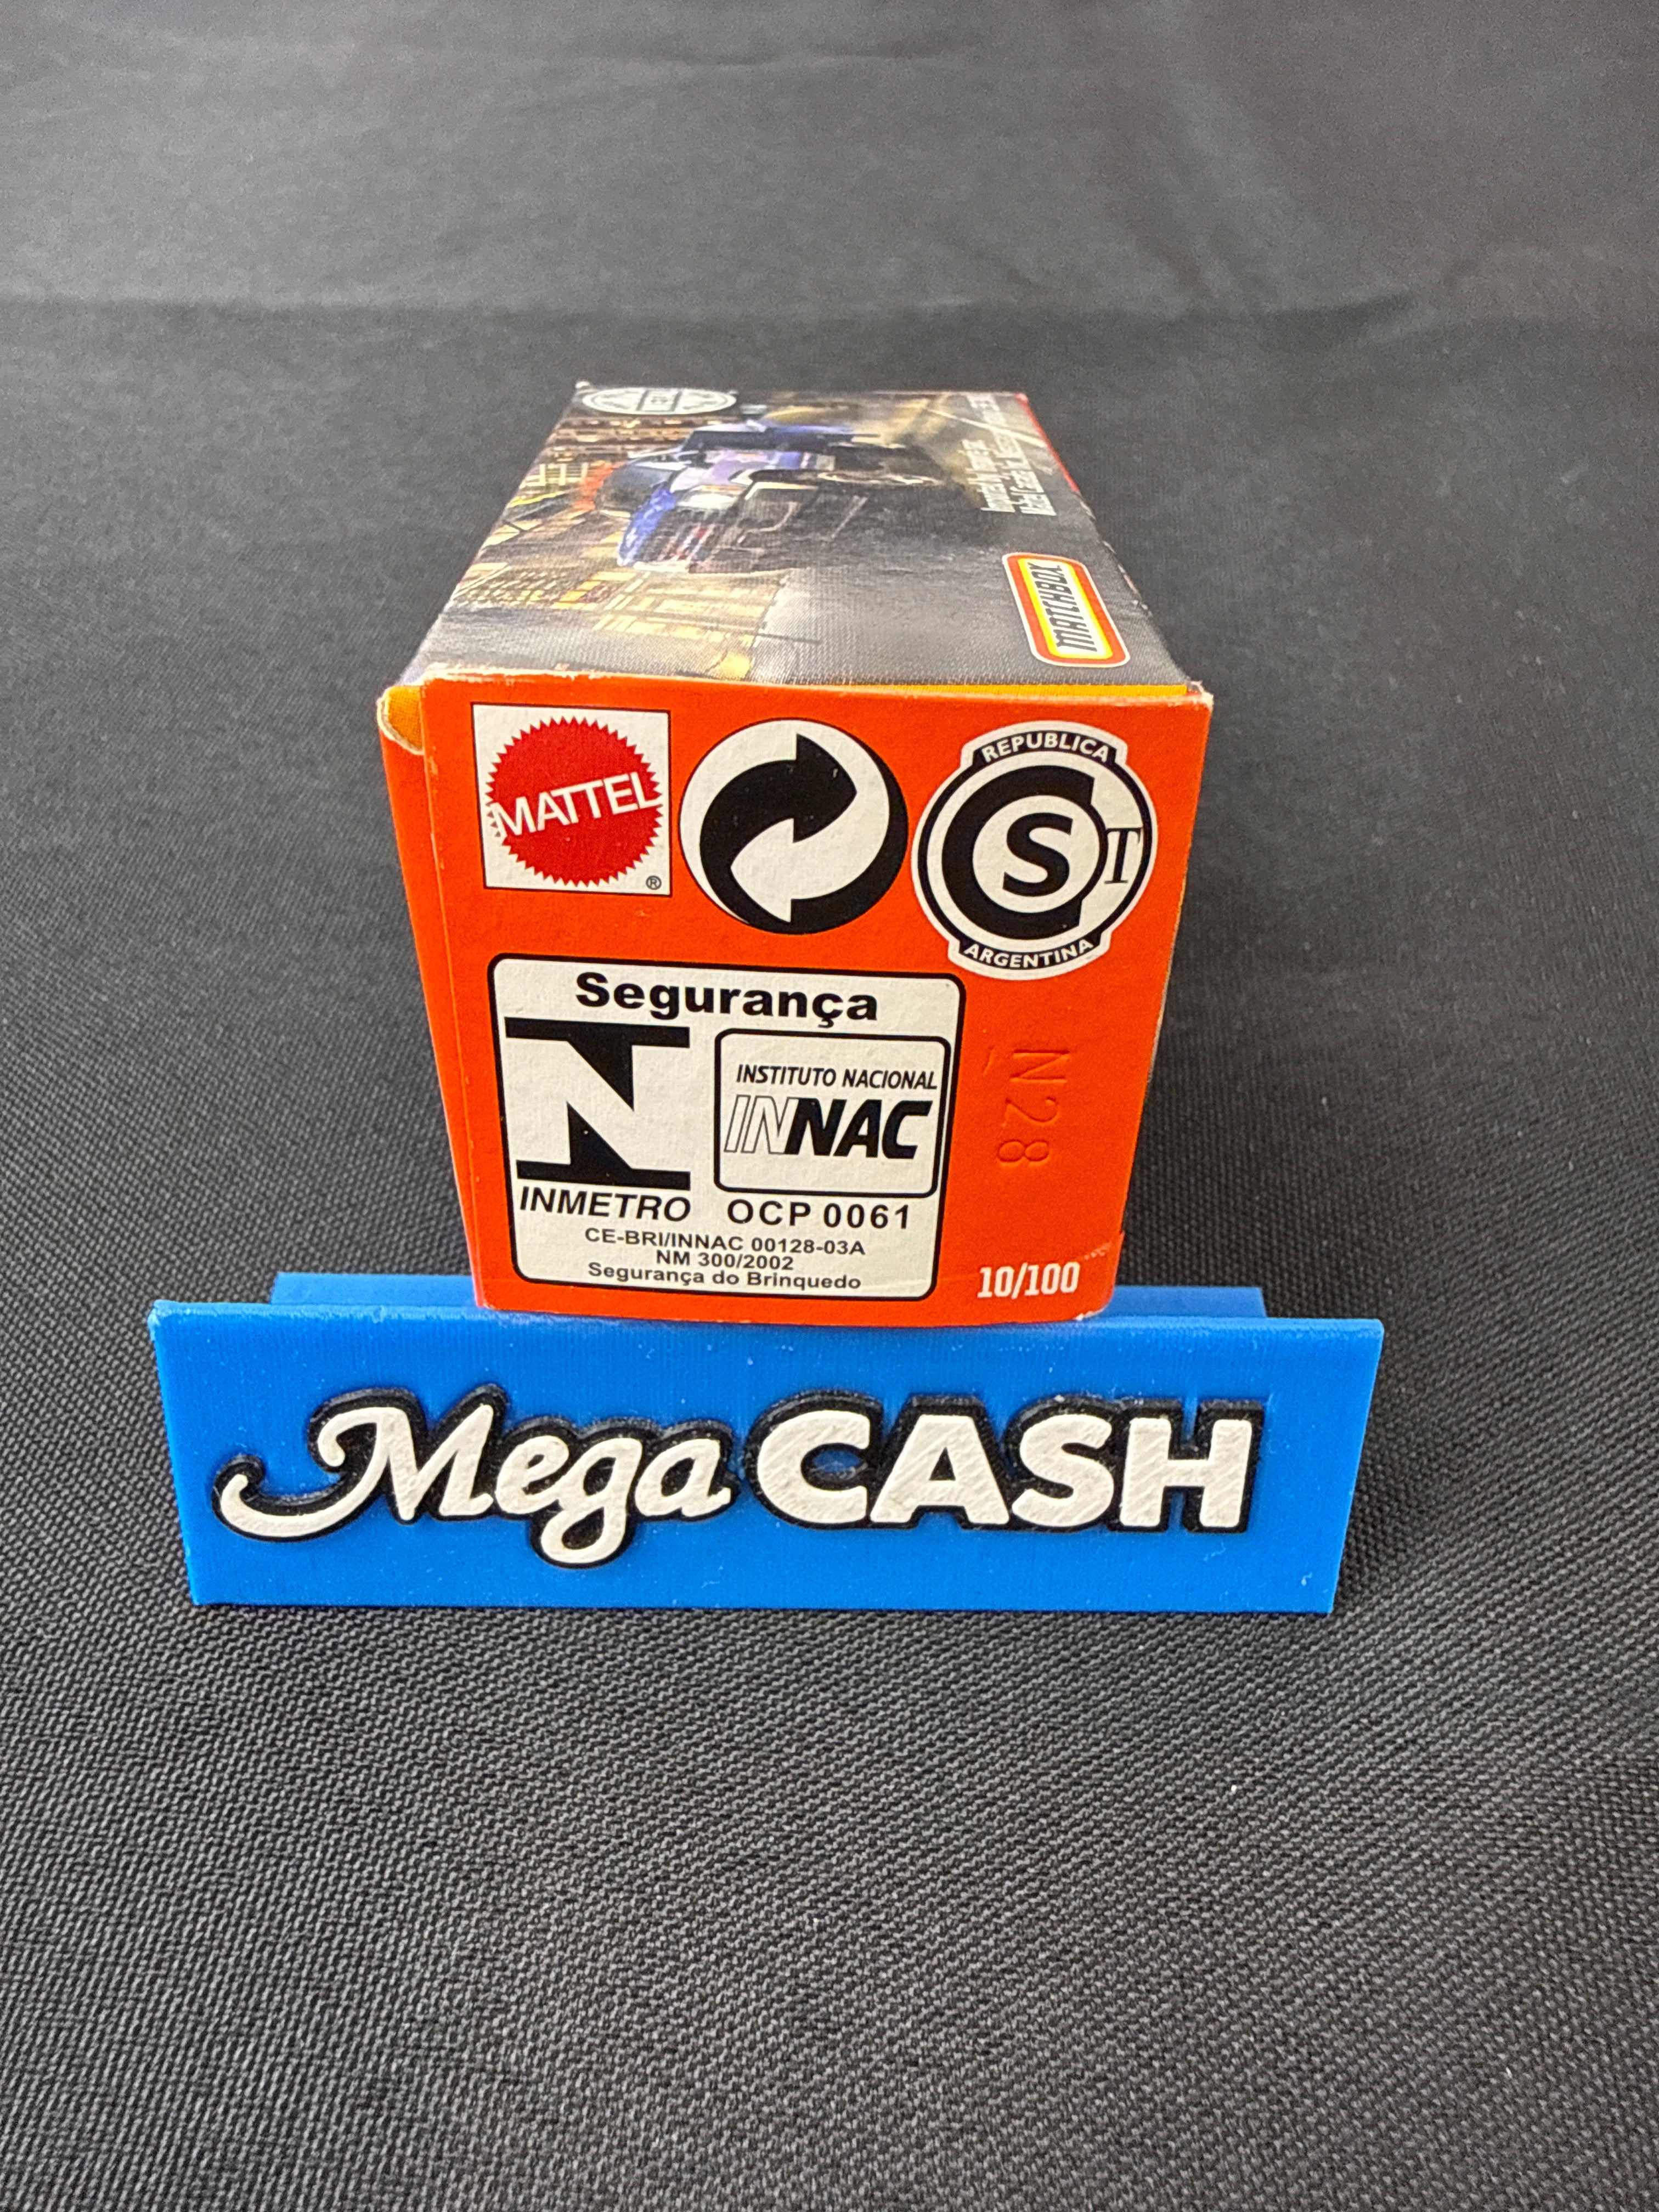 MATCHBOX
MATTEL
®
REPUBLICA
CST
ARGENTINA
Segurança
INSTITUTO NACIONAL
INNAC
INMETRO
OCP 0061
CE-BRI/INNAC 00128-03A
NM 300/2002
Segurança do Brinquedo
N28
10/100
Mega CASH